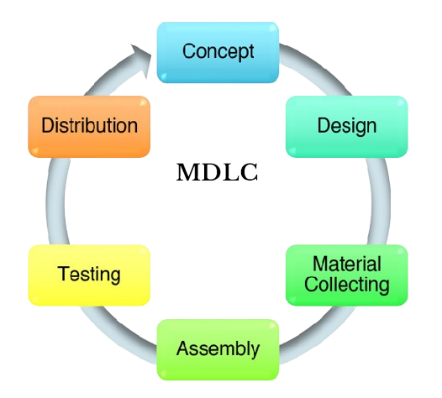 Concept
Design
Material
Collecting
Assembly
Testing
Distribution
MDLC